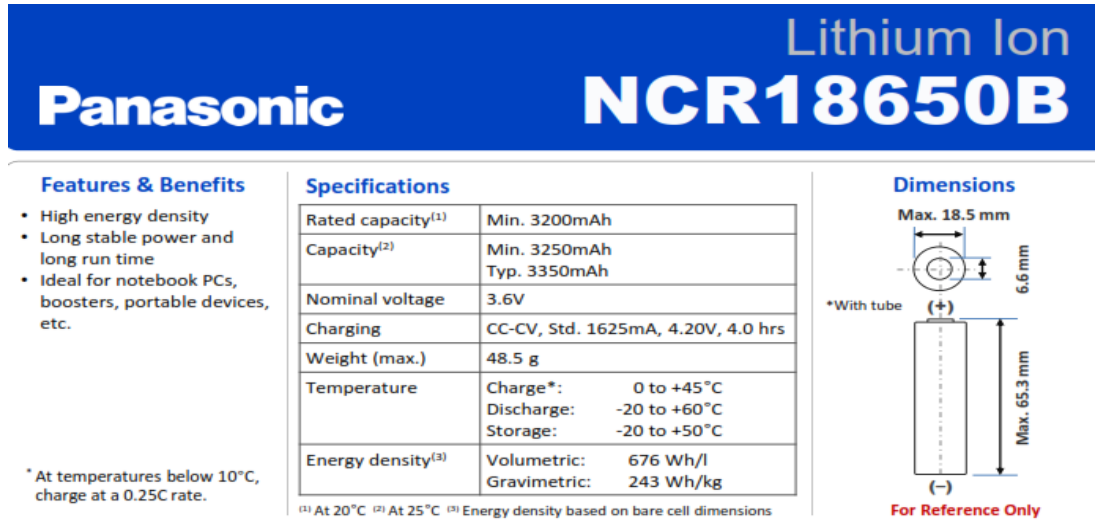 Lithium Ion
Panasonic
NCR18650B
Features & Benefits
• High energy density
• Long stable power and
long run time
• Ideal for notebook PCs,
boosters, portable devices,
etc.
* At temperatures below 10°C,
charge at a 0.25C rate.
Specifications
Rated capacity(1) Min. 3200mAh
Capacity(2) Min. 3250mAh
Typ. 3350mAh
Nominal voltage 3.6V
Charging CC-CV, Std. 1625mA, 4.20V, 4.0 hrs
Weight (max.) 48.5 g
Temperature Charge*: 0 to +45°C
Discharge: -20 to +60°C
Storage: -20 to +50°C
Energy density(3) Volumetric: 676 Wh/l
Gravimetric: 243 Wh/kg
(1) At 20°C (2) At 25°C (3) Energy density based on bare cell dimensions
Dimensions
Max. 18.5 mm
6.6 mm
*With tube
(+)
Max. 65.3 mm
(–)
For Reference Only